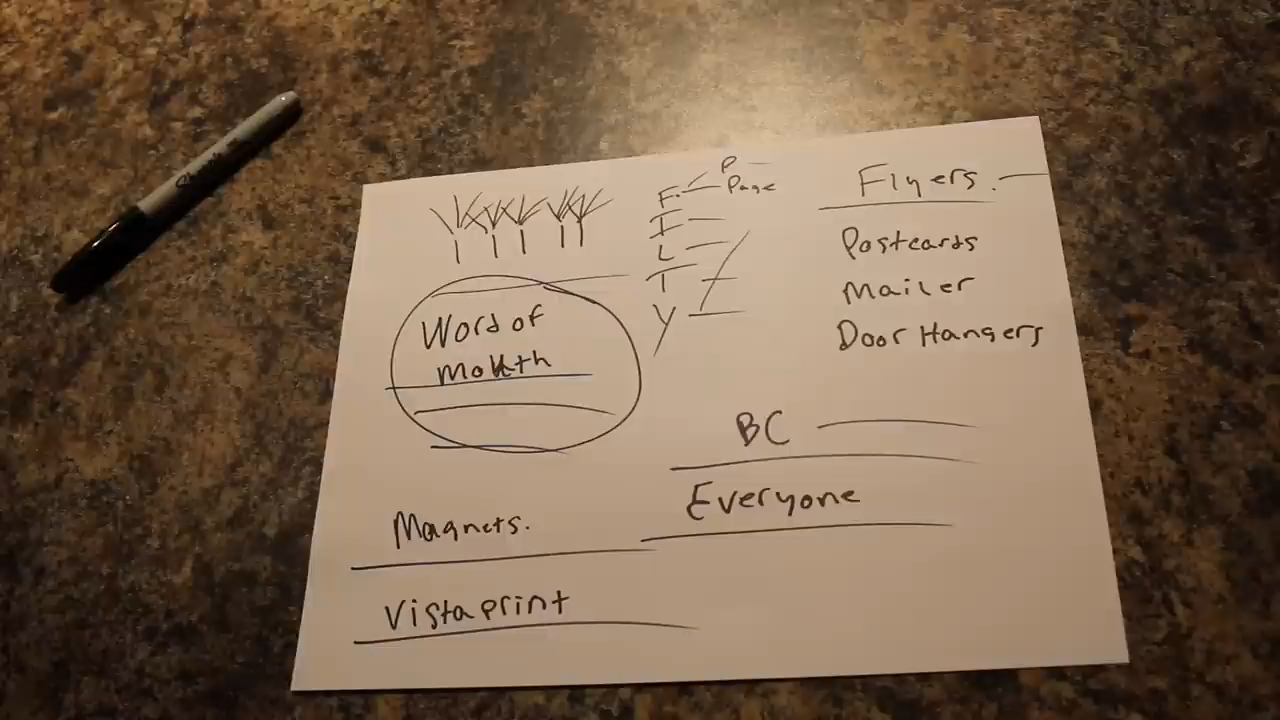 P
F. Page
I
L
T
Y
Flyers.
Postcards
Mailer
Door Hangers
Word of
Mouth
BC
Everyone
Magnets.
Vistaprint